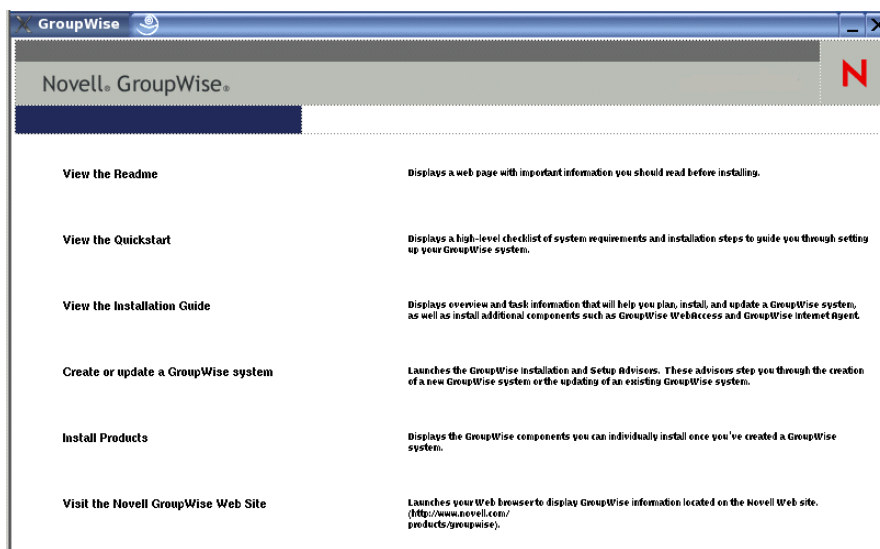 GroupWise
Novell® GroupWise®
N
View the Readme
Displays a web page with important information you should read before installing.
View the Quickstart
Displays a high-level checklist of system requirements and installation steps to guide you through setting
up your GroupWise system.
View the Installation Guide
Displays overview and task information that will help you plan, install, and update a GroupWise system,
as well as install additional components such as GroupWise WebAccess and GroupWise Internet Agent.
Create or update a GroupWise system
Launches the GroupWise Installation and Setup Advisors. These advisors step you through the creation
of a new GroupWise system or the updating of an existing GroupWise system.
Install Products
Displays the GroupWise components you can individually install once you've created a GroupWise
system.
Visit the Novell GroupWise Web Site
Launches your Web browser to display GroupWise information located on the Novell Web site.
(http://www.novell.com/
products/groupwise).